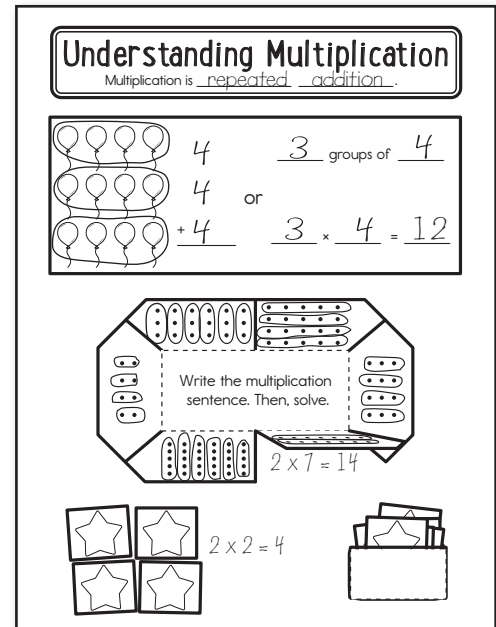 Understanding Multiplication
Multiplication is repeated addition.
4
3 groups of 4
4
or
+ 4
3 × 4 = 12
Write the multiplication
sentence. Then, solve.
2 x 7 = 14
2 x 2 = 4